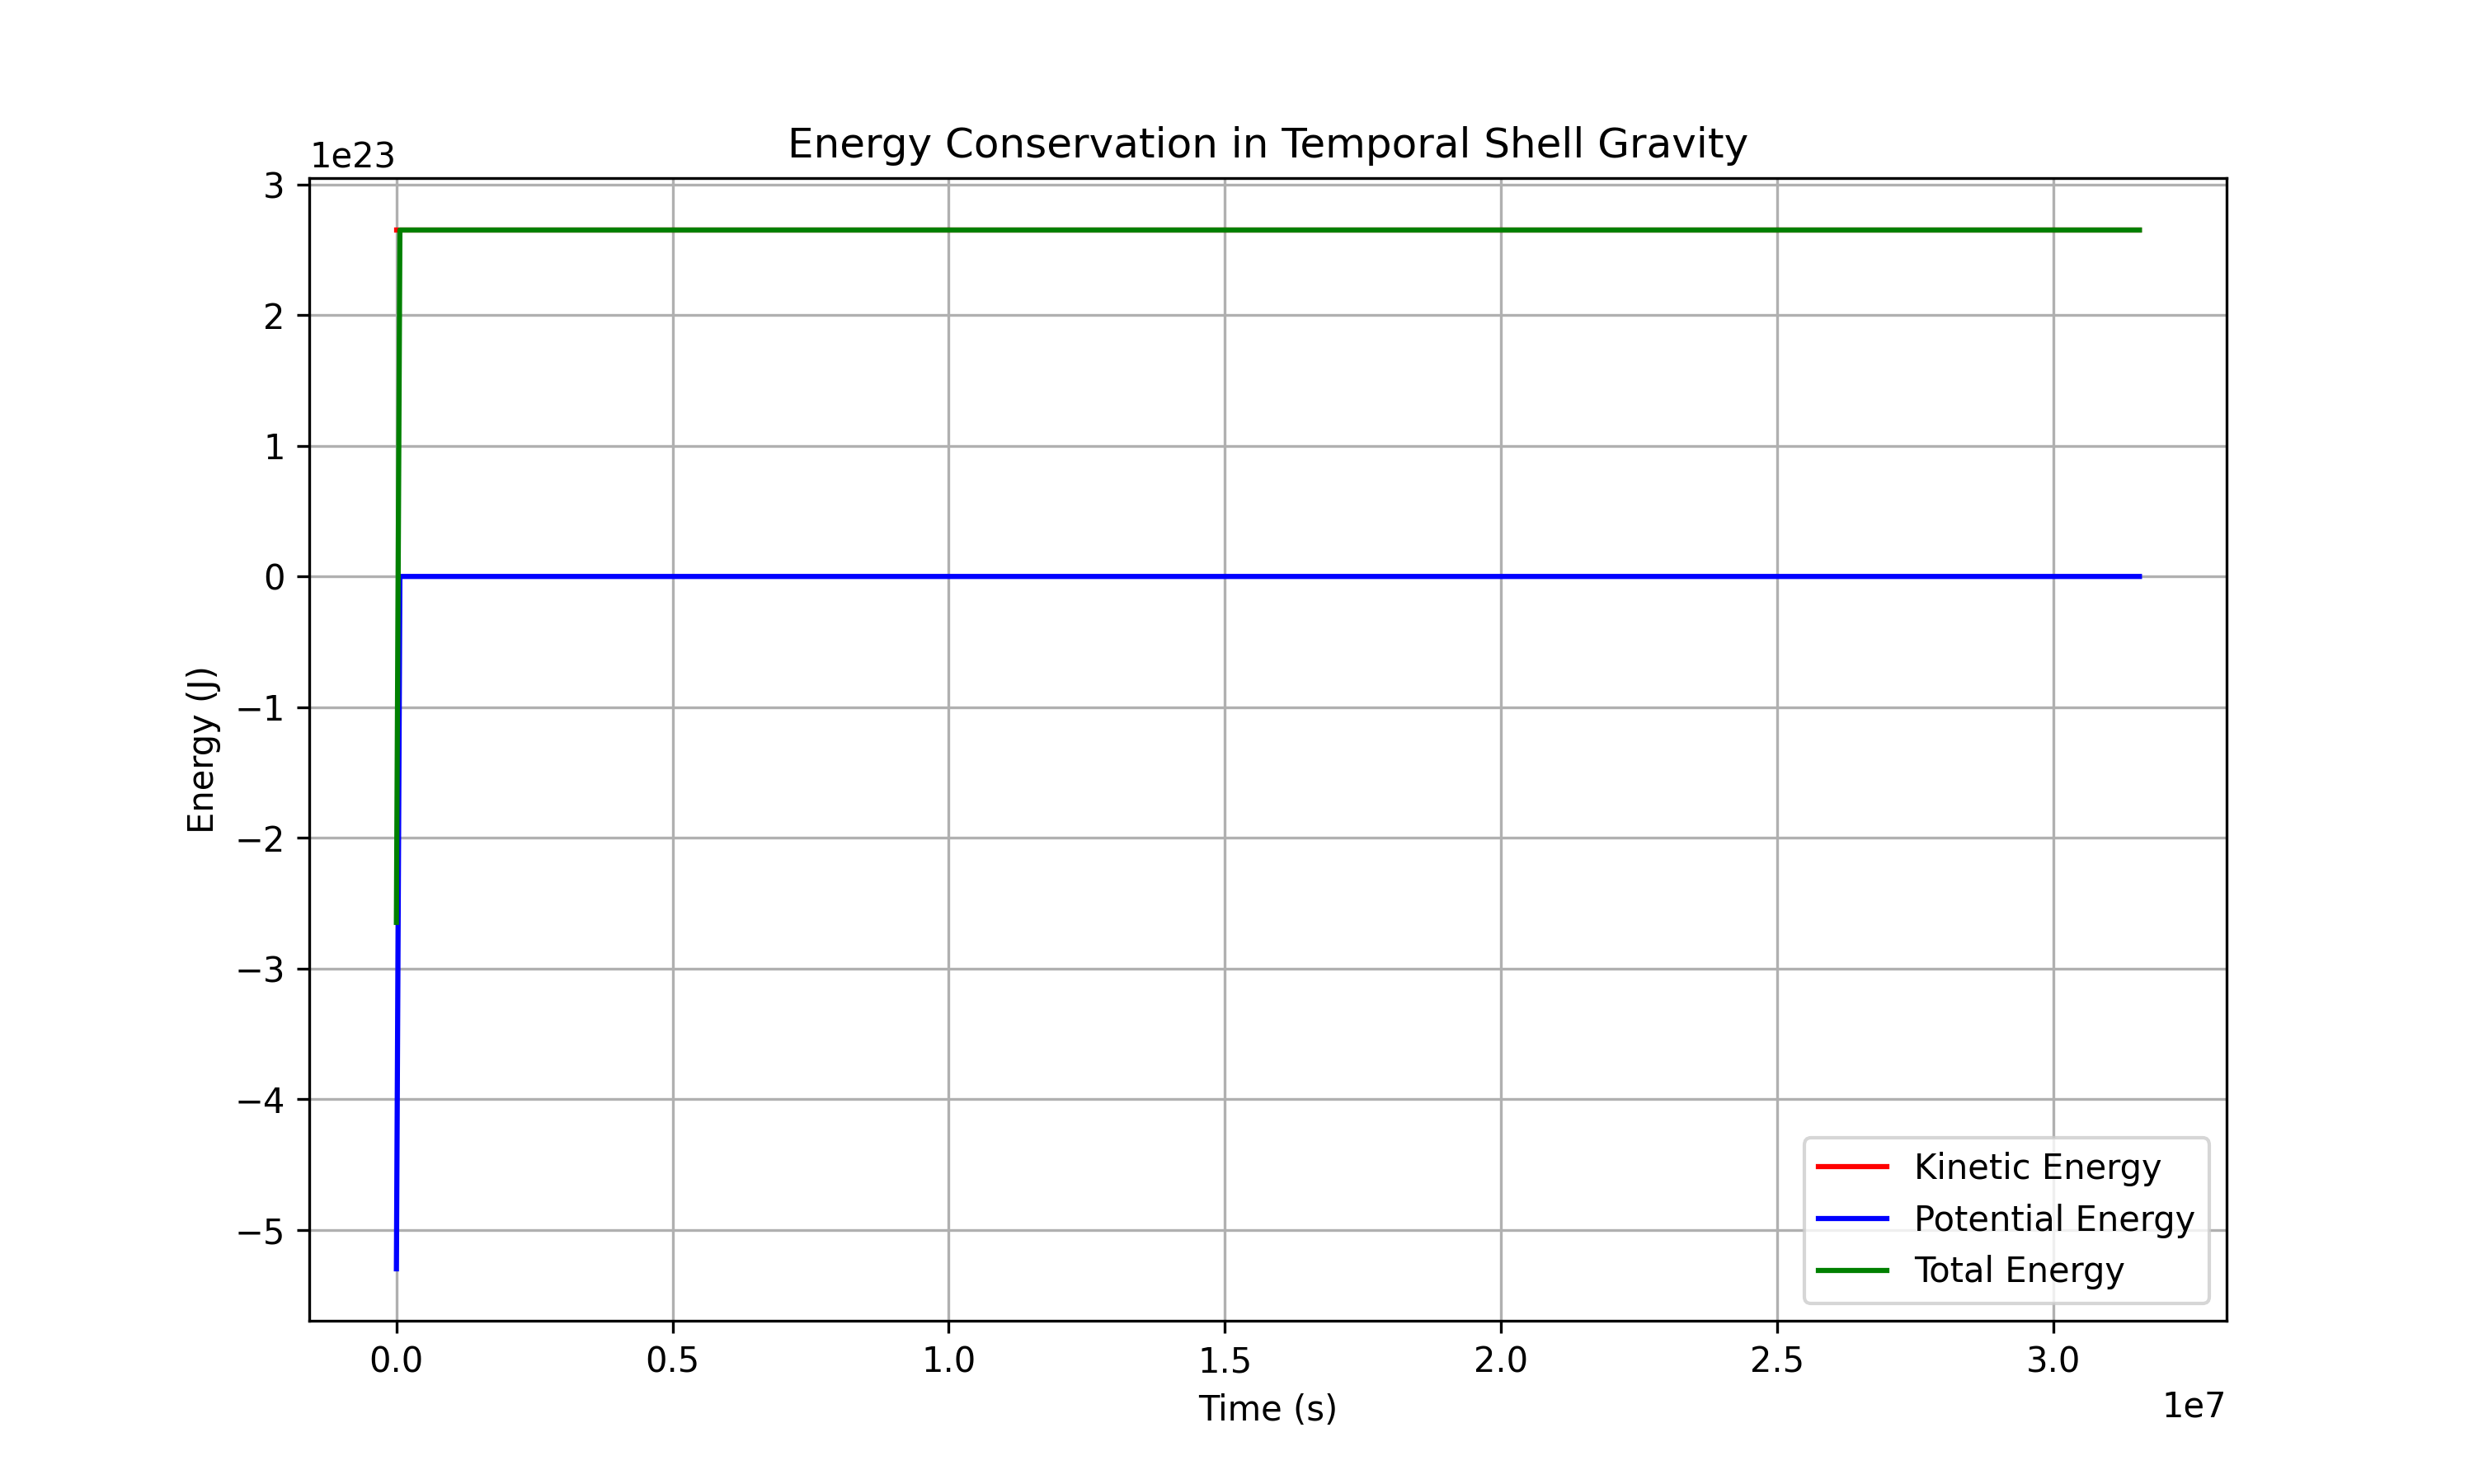 Energy Conservation in Temporal Shell Gravity
1e23
3
2
1
0
−1
−2
−3
−4
−5
Energy (J)
Kinetic Energy
Potential Energy
Total Energy
0.0 0.5 1.0 1.5 2.0 2.5 3.0
Time (s)
1e7